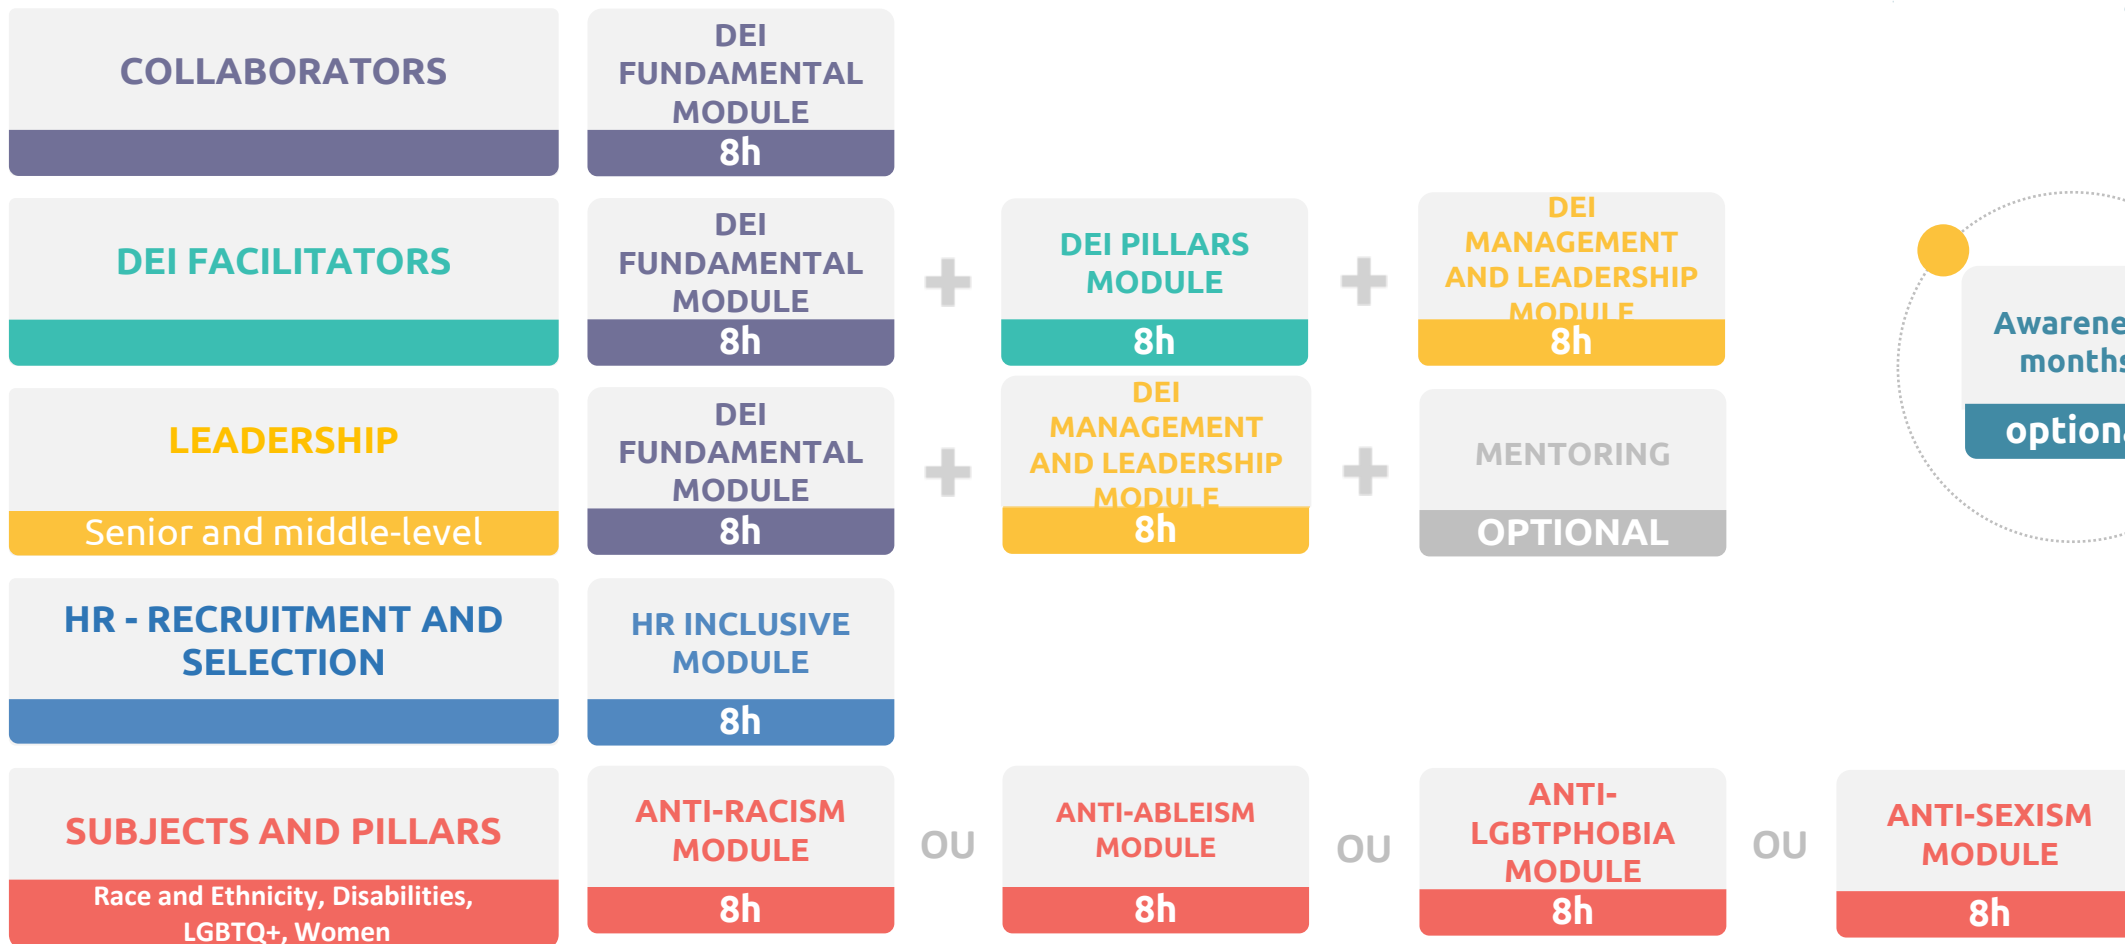 COLLABORATORS
DEI
FUNDAMENTAL
MODULE
8h
DEI FACILITATORS
DEI
FUNDAMENTAL
MODULE
8h
DEI PILLARS
MODULE
8h
DEI
MANAGEMENT
AND LEADERSHIP
MODULE
8h
LEADERSHIP
Senior and middle-level
DEI
FUNDAMENTAL
MODULE
8h
DEI
MANAGEMENT
AND LEADERSHIP
MODULE
8h
MENTORING
OPTIONAL
Awarene
months
optiona
HR - RECRUITMENT AND
SELECTION
HR INCLUSIVE
MODULE
8h
SUBJECTS AND PILLARS
Race and Ethnicity, Disabilities,
LGBTQ+, Women
ANTI-RACISM
MODULE
8h
OU
ANTI-ABLEISM
MODULE
8h
OU
ANTI-
LGBTPHOBIA
MODULE
8h
OU
ANTI-SEXISM
MODULE
8h